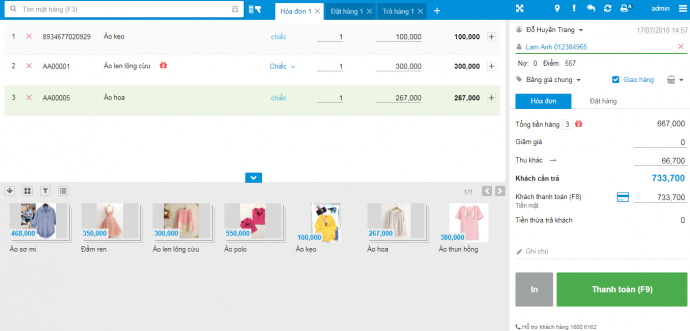 Tìm mặt hàng (F3)
Hóa đơn 1
Đặt hàng 1
Trả hàng 1
admin
1 8934677020929 Áo kẹo chiếc 1 100,000 100,000
2 AA00001 Áo len lông cừu Chiếc 1 300,000 300,000
3 AA00005 Áo hoa chiếc 1 267,000 267,000
1/1
468,000
Áo sơ mi
350,000
Đầm ren
300,000
Áo len lông cừu
550,000
Áo polo
100,000
Áo kẹo
267,000
Áo hoa
380,000
Áo thun hồng
Đỗ Huyền Trang
17/07/2018 14:57
Lam Anh 012384965
Nợ: 0 Điểm: 557
Bảng giá chung
Giao hàng
Hóa đơn
Đặt hàng
Tổng tiền hàng 3 667,000
Giảm giá 0
Thu khác 66,700
Khách cần trả 733,700
Khách thanh toán (F8) 733,700
Tiền mặt
Tiền thừa trả khách 0
Ghi chú
In
Thanh toán (F9)
Hỗ trợ khách hàng 1800 6162